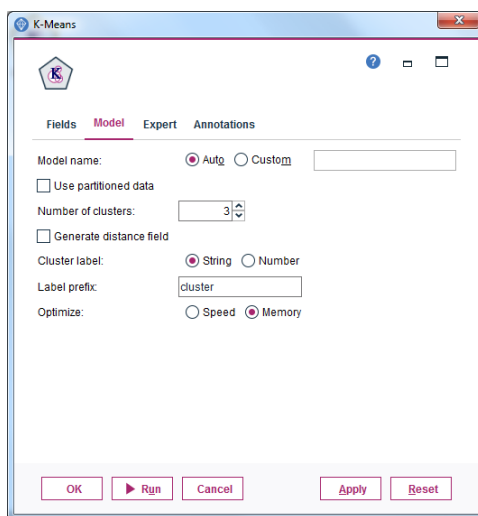 K-Means
K
?
Fields Model Expert Annotations
Model name: Auto Custom
Use partitioned data
Number of clusters: 3
Generate distance field
Cluster label: String Number
Label prefix: cluster
Optimize: Speed Memory
OK Run Cancel Apply Reset